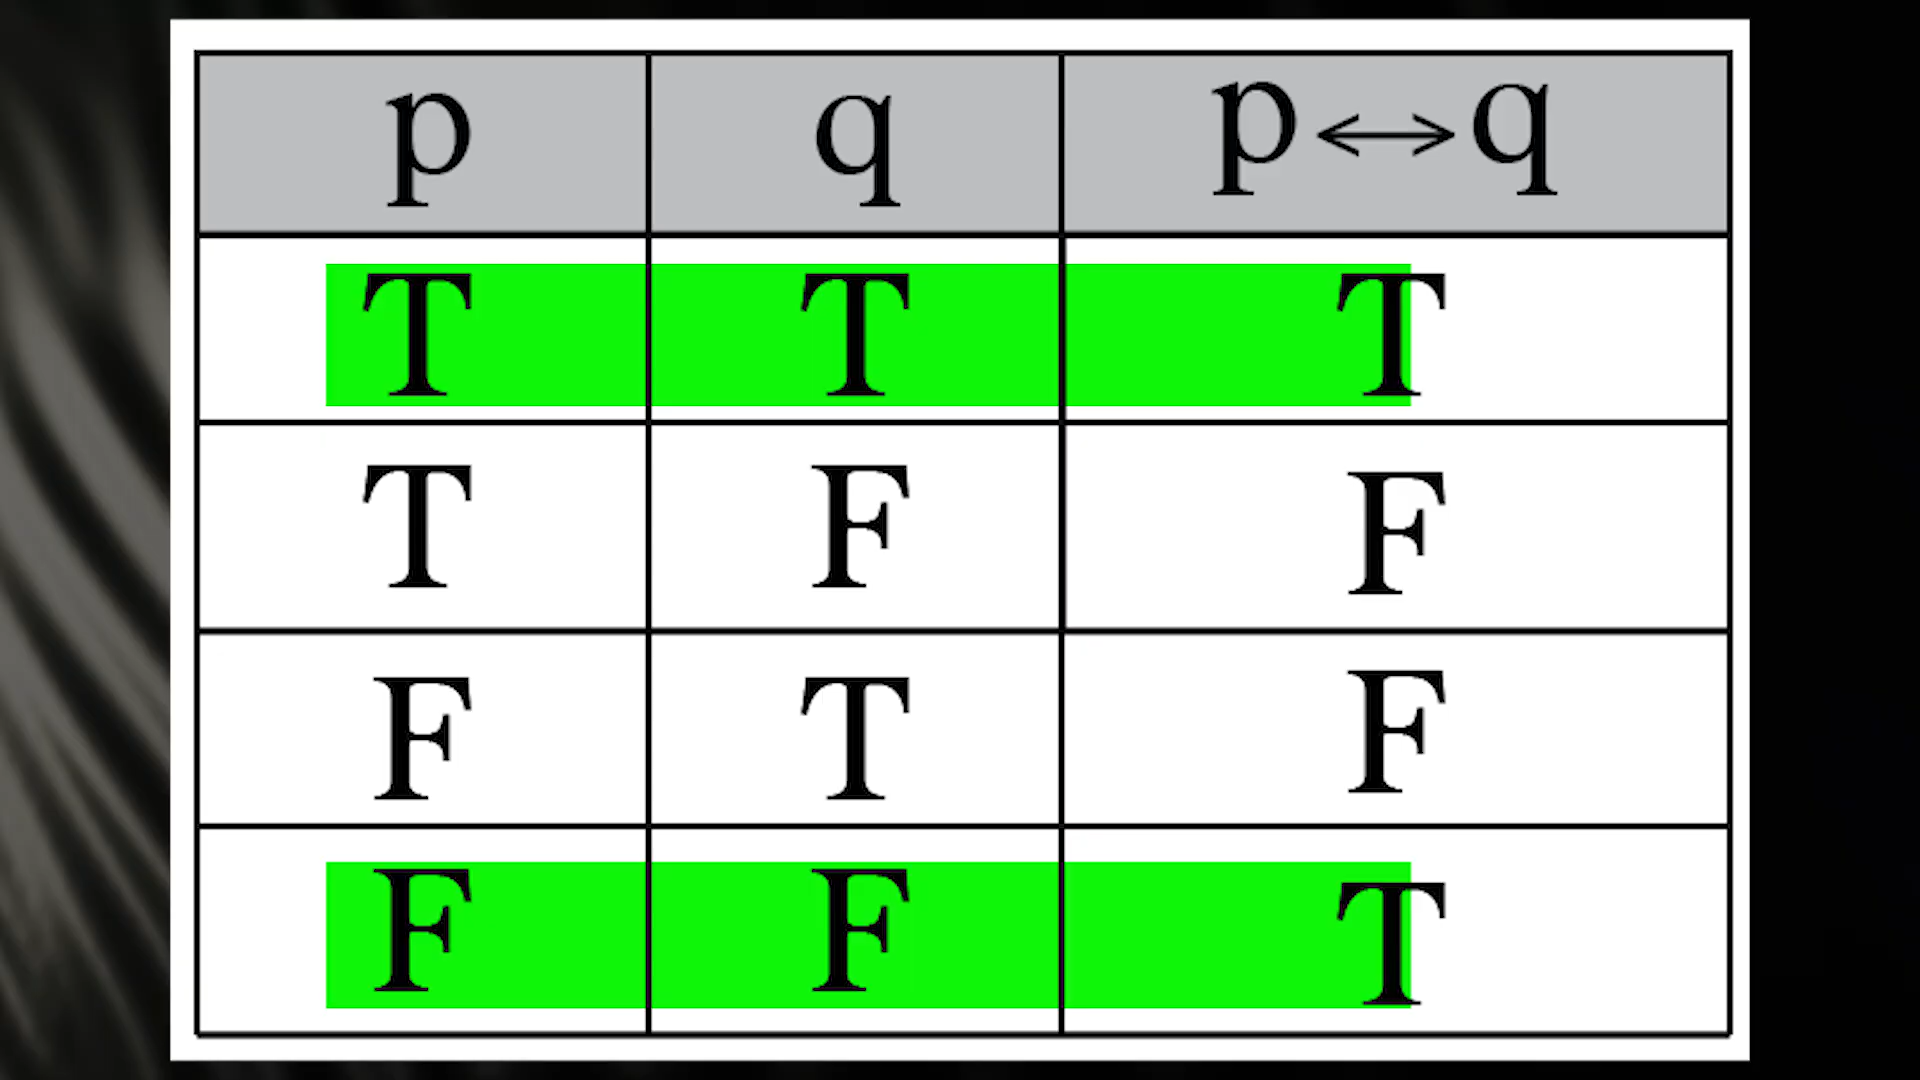 p q p↔q
T T T
T F F
F T F
F F T